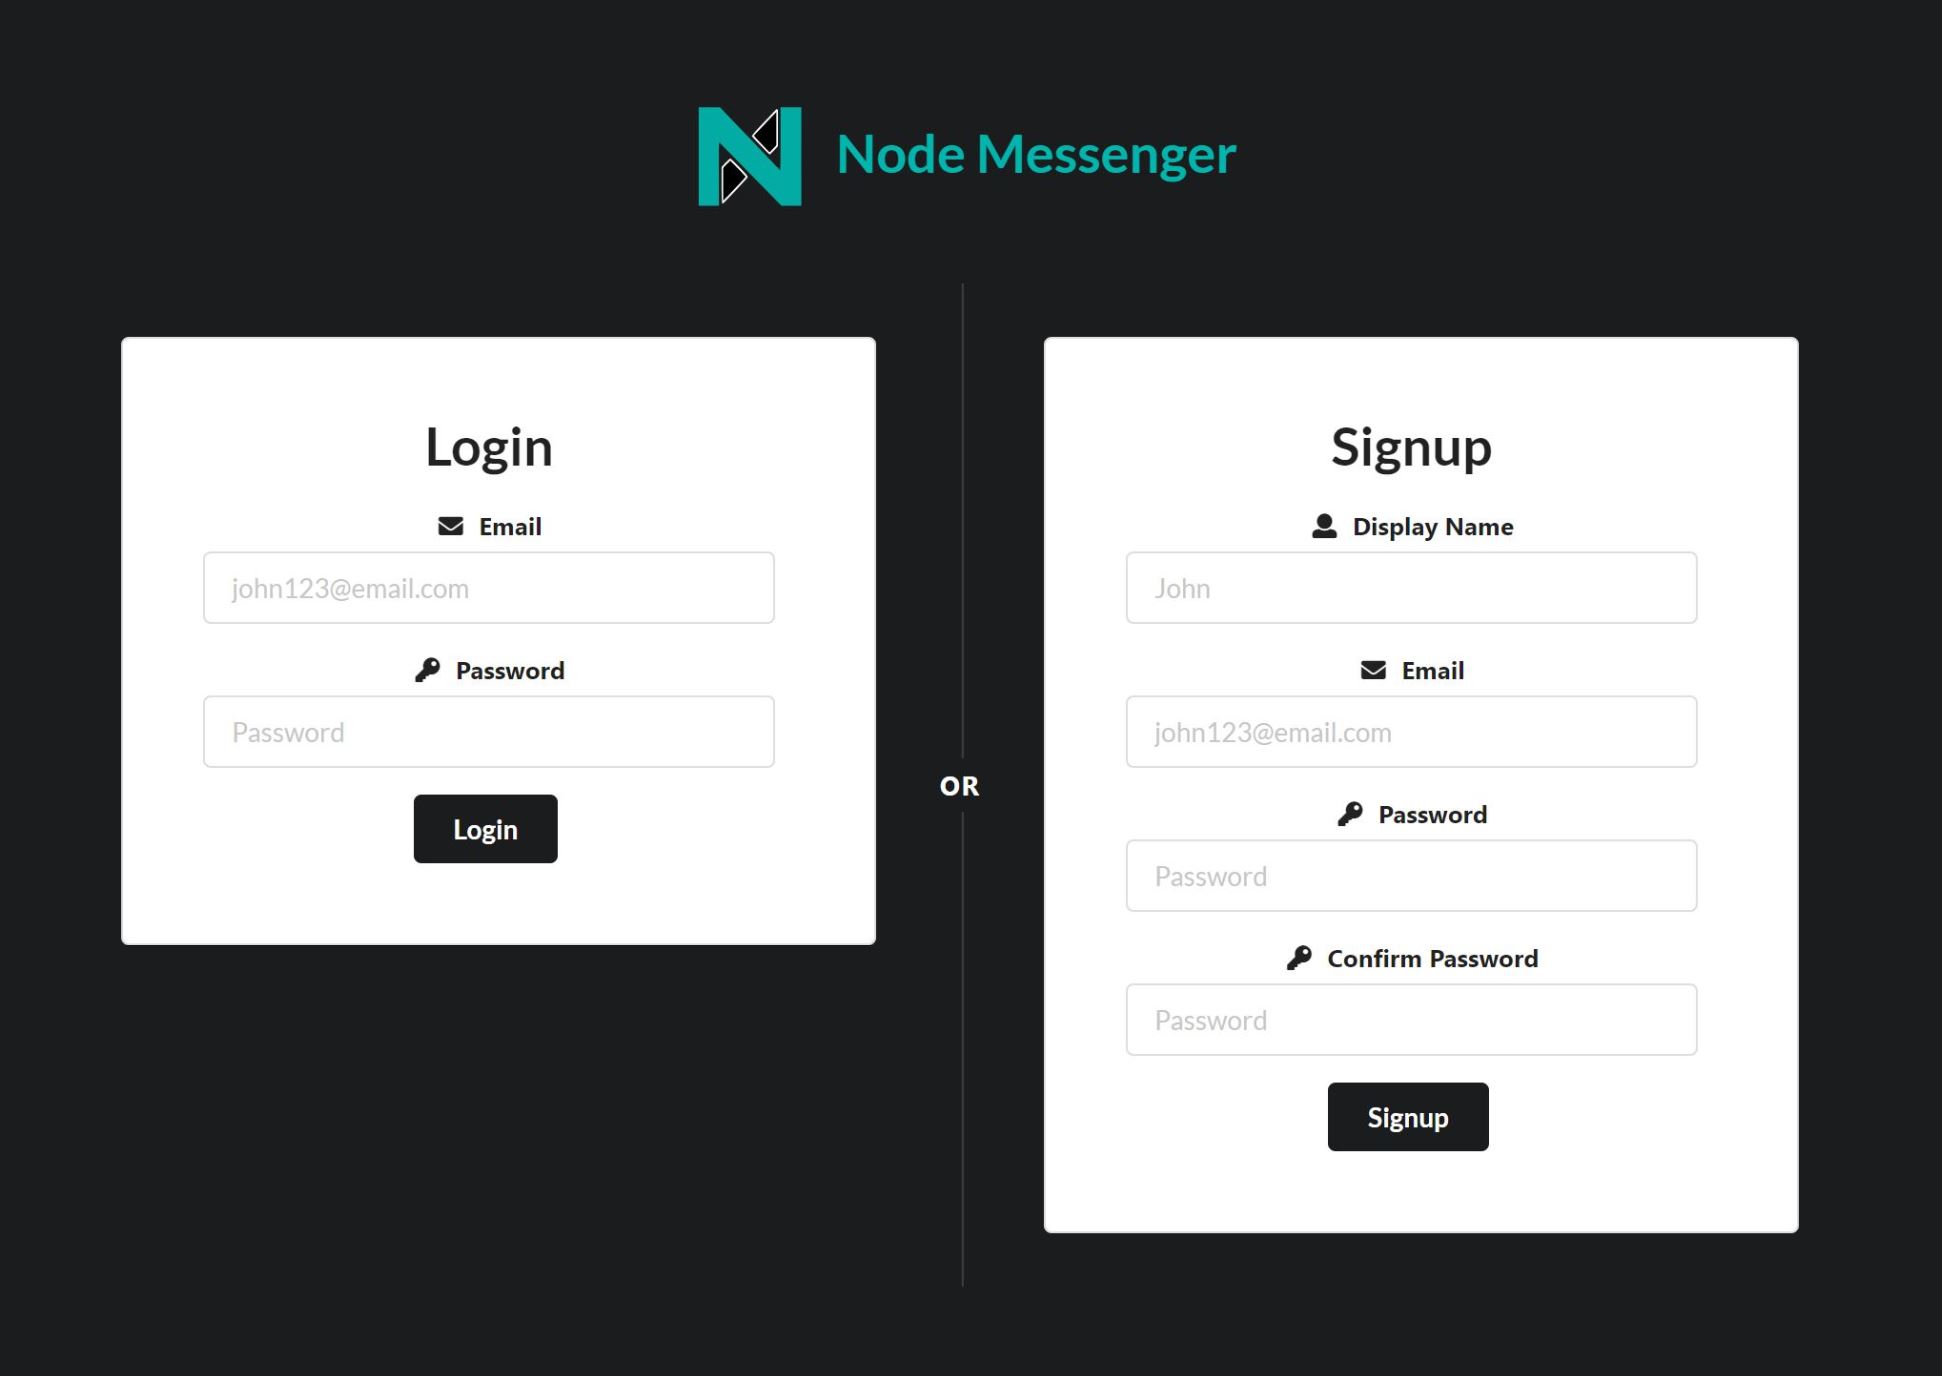 Node Messenger
Login
Email
john123@email.com
Password
Password
Login
OR
Signup
Display Name
John
Email
john123@email.com
Password
Password
Confirm Password
Password
Signup